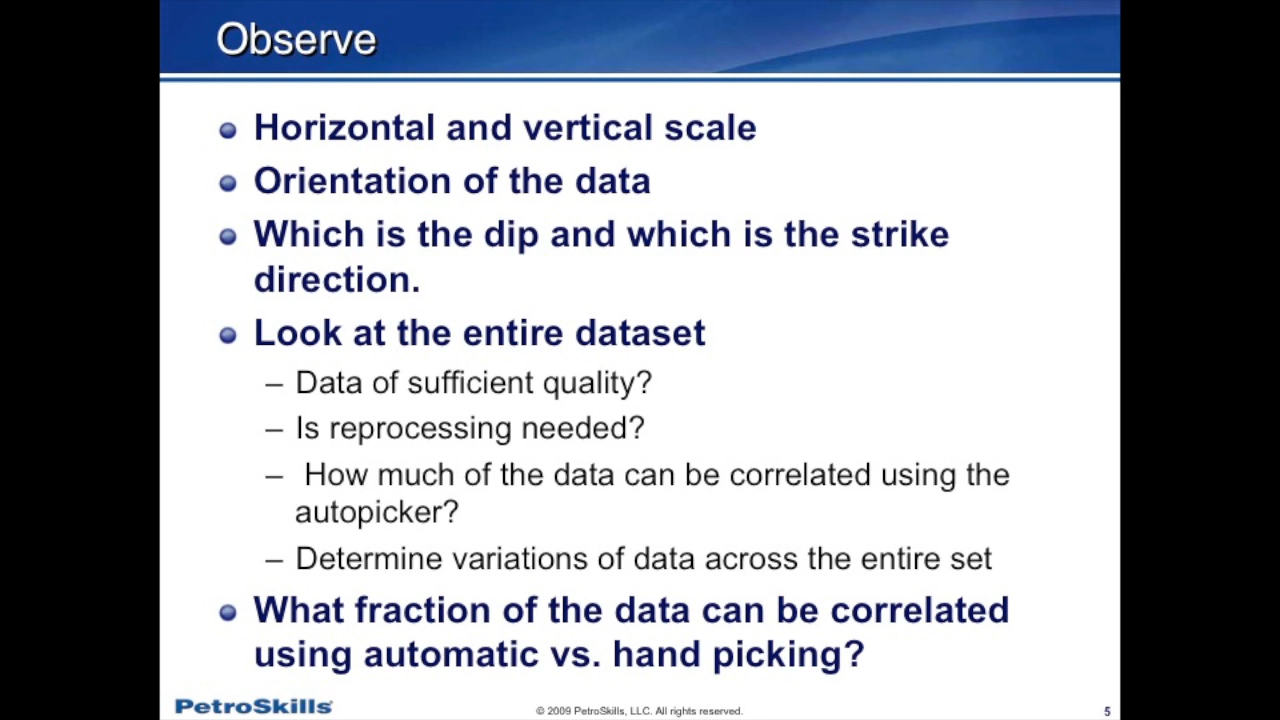 Observe
Horizontal and vertical scale
Orientation of the data
Which is the dip and which is the strike
direction.
Look at the entire dataset
– Data of sufficient quality?
– Is reprocessing needed?
– How much of the data can be correlated using the
autopicker?
– Determine variations of data across the entire set
What fraction of the data can be correlated
using automatic vs. hand picking?
PetroSkills
© 2009 PetroSkills, LLC. All rights reserved.
5